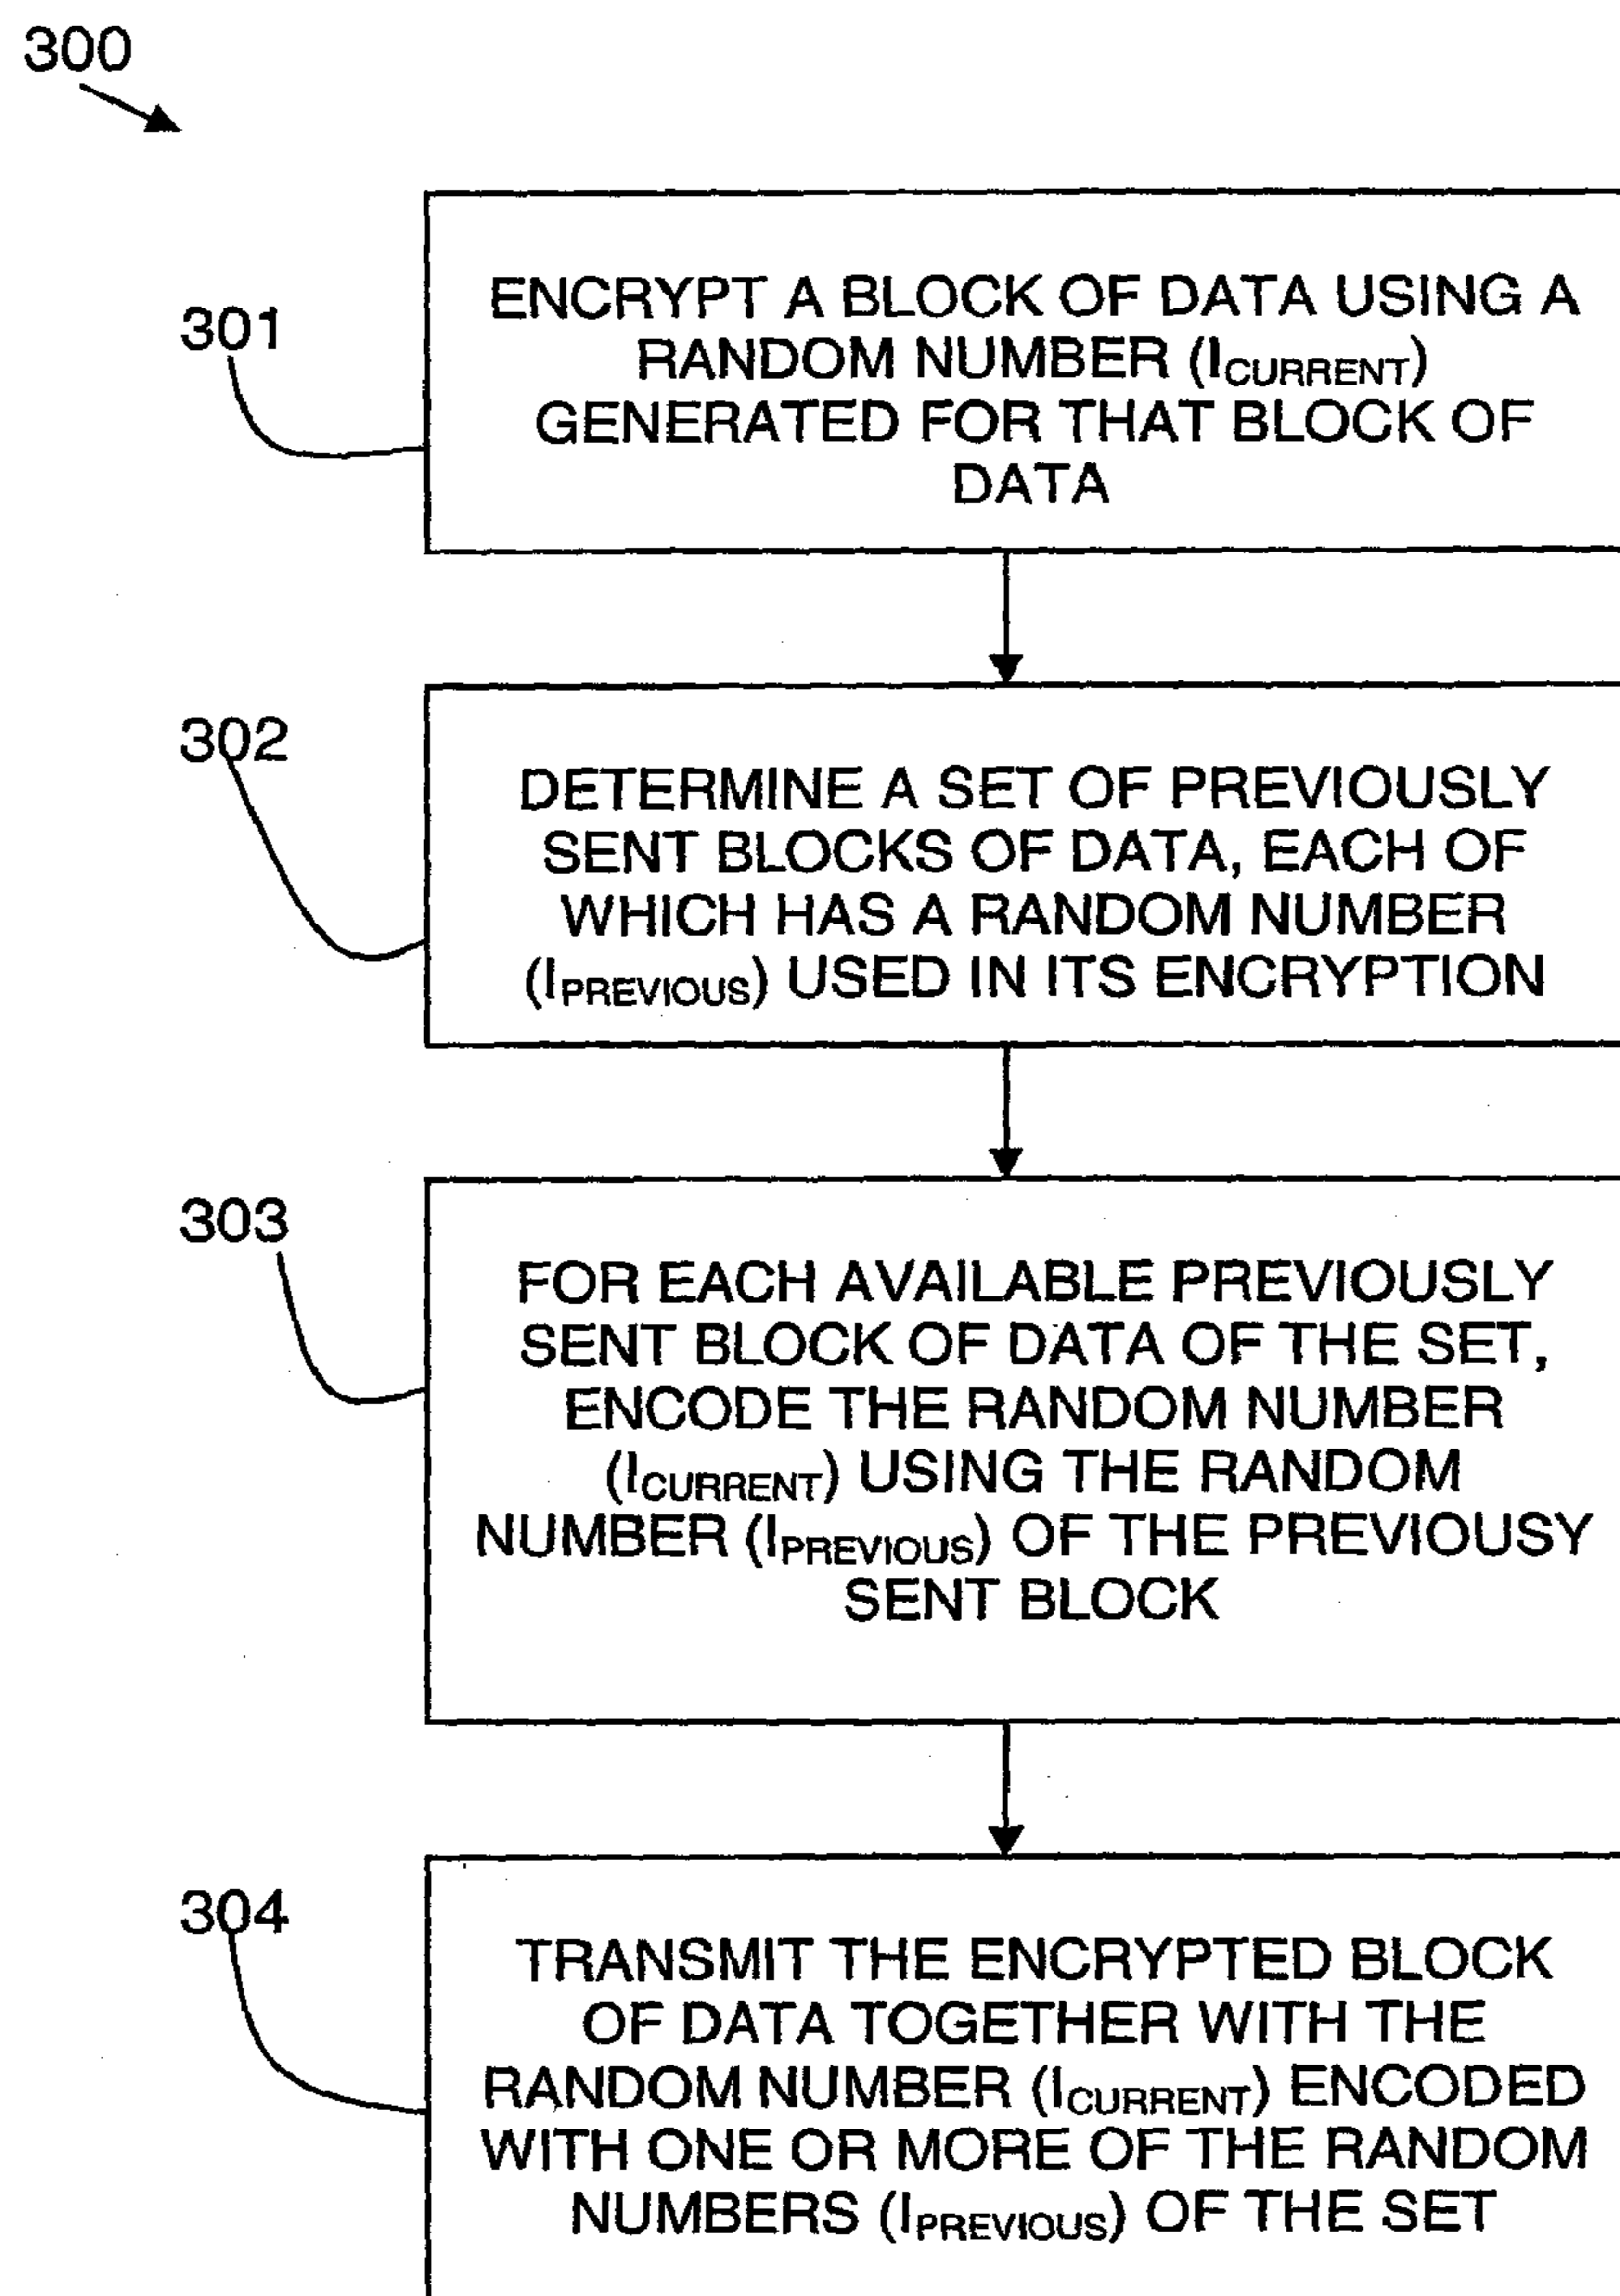 300
301
ENCRYPT A BLOCK OF DATA USING A
RANDOM NUMBER (ICURRENT)
GENERATED FOR THAT BLOCK OF
DATA
302
DETERMINE A SET OF PREVIOUSLY
SENT BLOCKS OF DATA, EACH OF
WHICH HAS A RANDOM NUMBER
(IPREVIOUS) USED IN ITS ENCRYPTION
303
FOR EACH AVAILABLE PREVIOUSLY
SENT BLOCK OF DATA OF THE SET,
ENCODE THE RANDOM NUMBER
(ICURRENT) USING THE RANDOM
NUMBER (IPREVIOUS) OF THE PREVIOUSY
SENT BLOCK
304
TRANSMIT THE ENCRYPTED BLOCK
OF DATA TOGETHER WITH THE
RANDOM NUMBER (ICURRENT) ENCODED
WITH ONE OR MORE OF THE RANDOM
NUMBERS (IPREVIOUS) OF THE SET